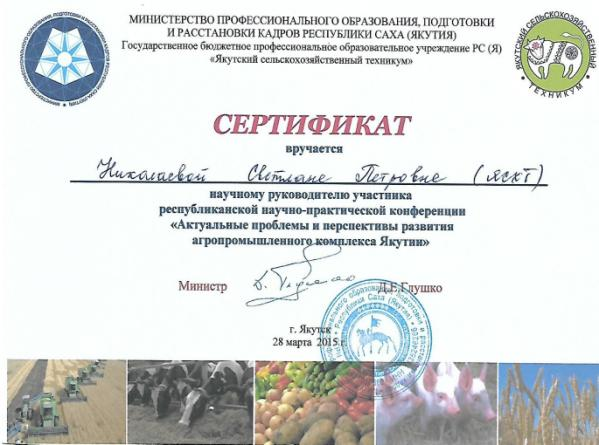 МИНИСТЕРСТВО ПРОФЕССИОНАЛЬНОГО ОБРАЗОВАНИЯ, ПОДГОТОВКИ
И РАССТАНОВКИ КАДРОВ РЕСПУБЛИКИ САХА (ЯКУТИЯ)
Государственное бюджетное профессиональное образовательное учреждение РС (Я)
«Якутский сельскохозяйственный техникум»
ЯКУТСКИЙ СЕЛЬСКОХОЗЯЙСТВЕННЫЙ
ТЕХНИКУМ
СЕРТИФИКАТ
вручается
Николаевой Светлане Петровне (ЯСХТ)
научному руководителю участника
республиканской научно-практической конференции
«Актуальные проблемы и перспективы развития
агропромышленного комплекса Якутии»
Министр Д.Е.Глушко
г. Якутск
28 марта 2015 г.